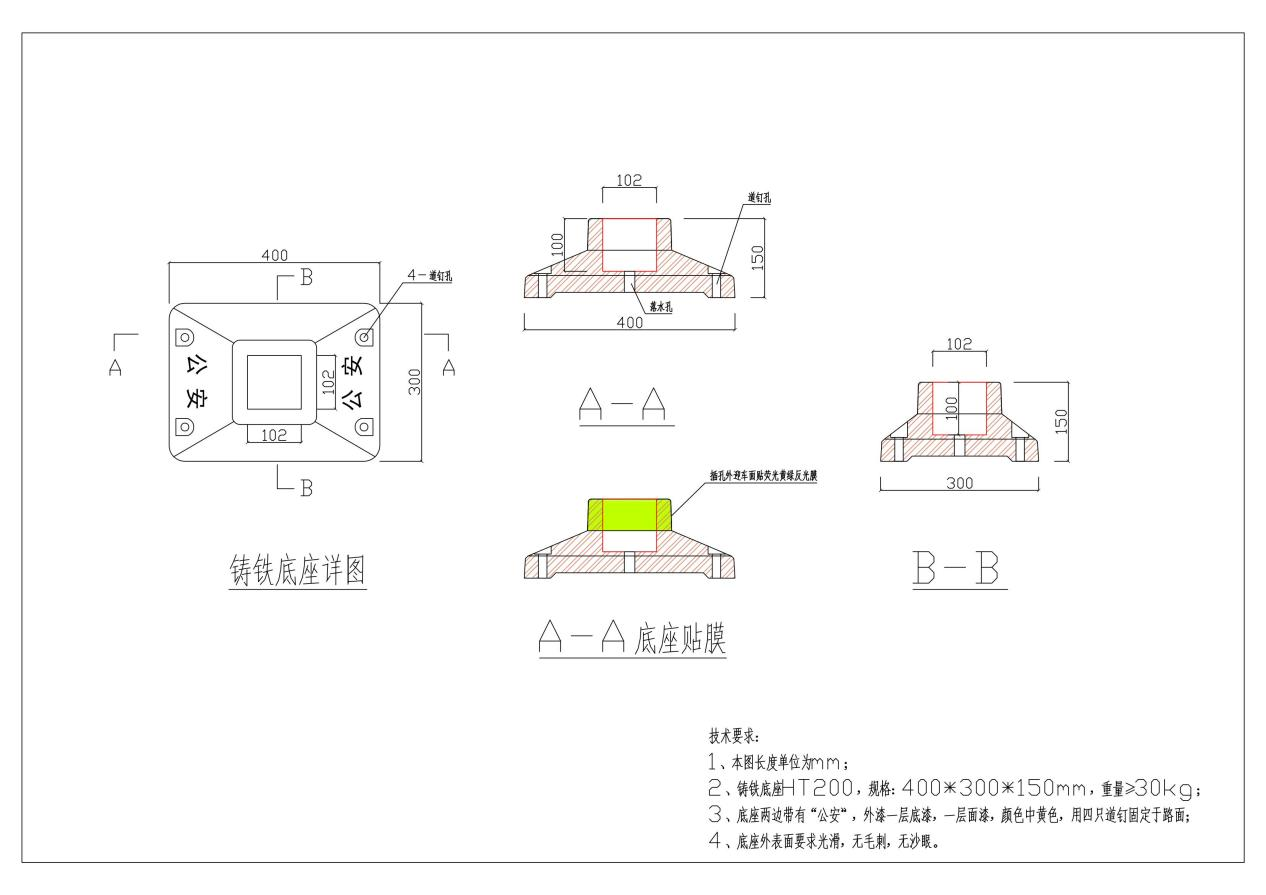 400
B
4-道钉孔
A
A
公安
公安
102
300
102
B
铸铁底座详图
102
道钉孔
100
150
落水孔
400
A-A
插孔外迎车面贴荧光黄绿反光膜
A-A 底座贴膜
102
100
150
300
B-B
技术要求:
1、本图长度单位为mm;
2、铸铁底座HT200,规格:400*300*150mm,重量≥30kg;
3、底座两边带有“公安”,外漆一层底漆,一层面漆,颜色中黄色,用四只道钉固定于路面;
4、底座外表面要求光滑,无毛刺,无沙眼。